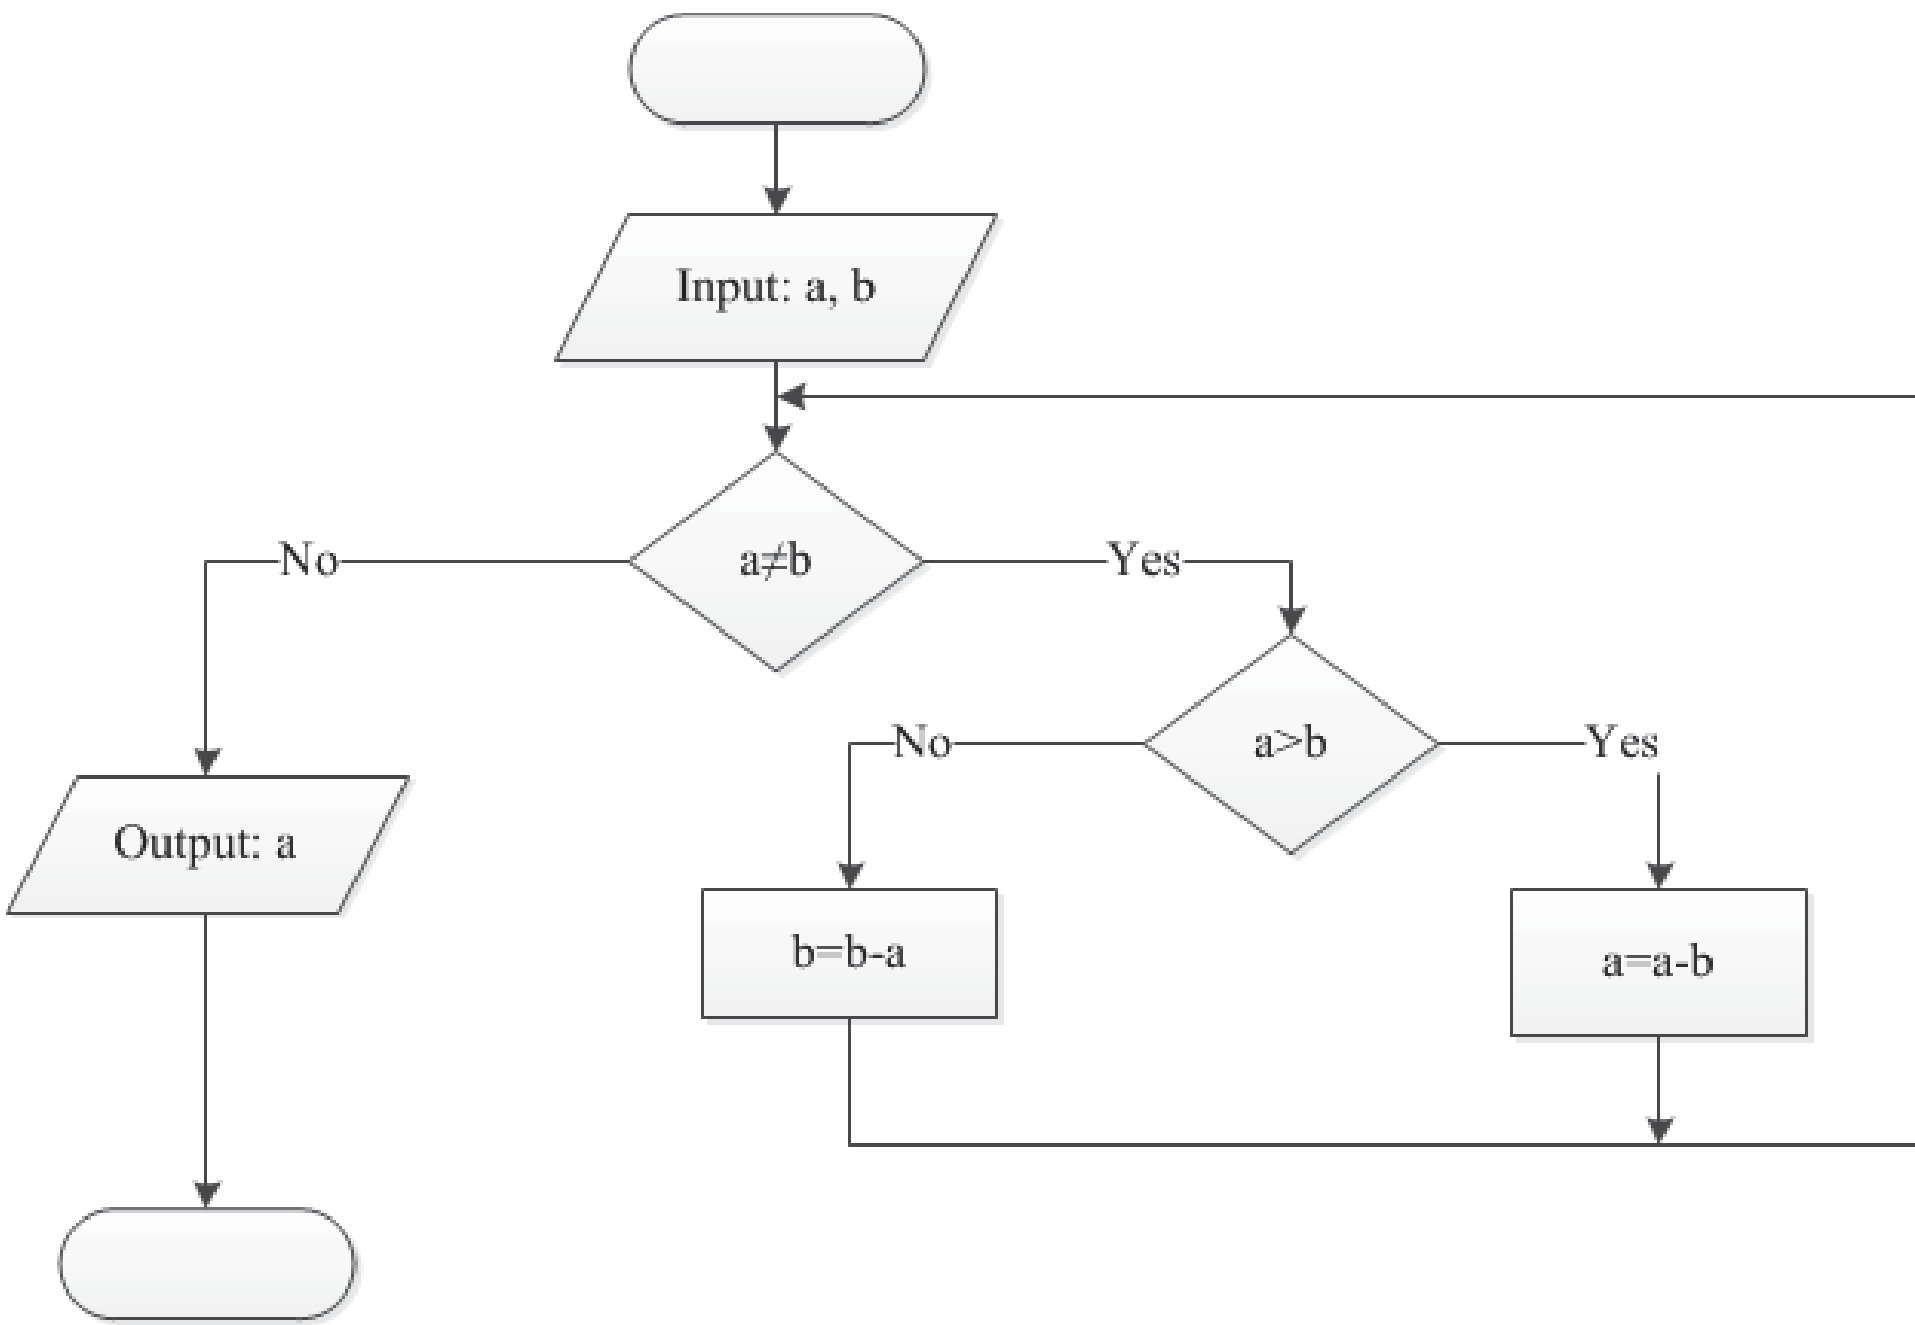 Input: a, b
a≠b
No
Yes
a>b
No
Yes
Output: a
b=b-a
a=a-b